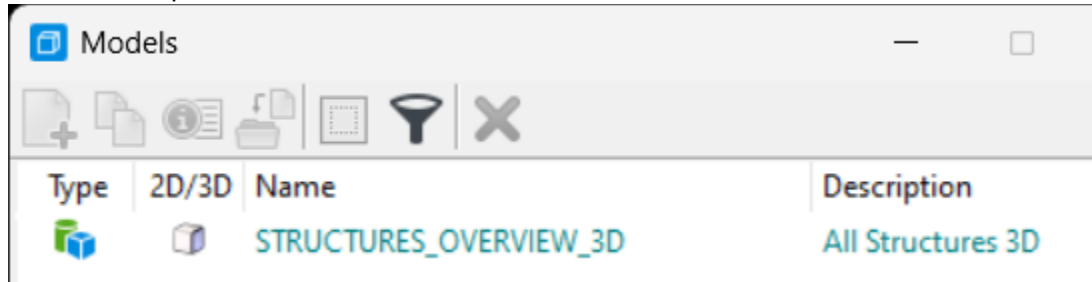 Models
Type 2D/3D Name Description
STRUCTURES_OVERVIEW_3D All Structures 3D